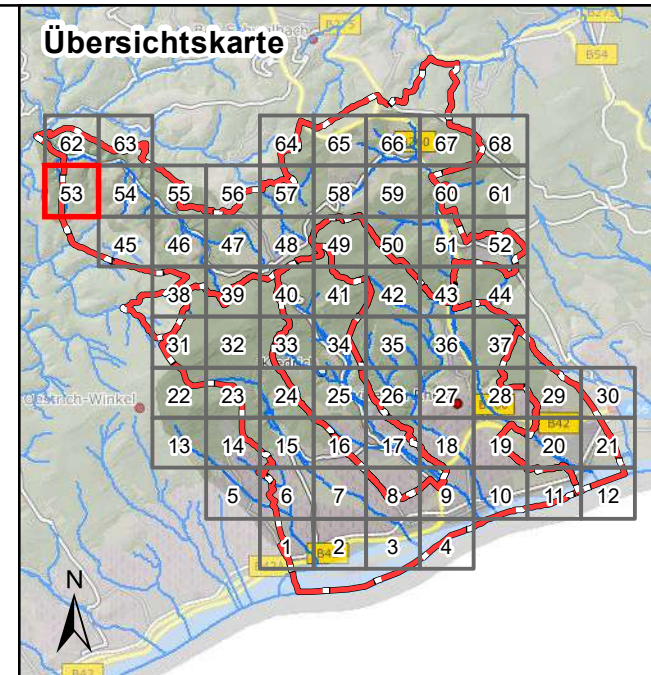 Übersichtskarte
B275
B54
62 63 64 65 66 67 68
53 54 55 56 57 58 59 60 61
45 46 47 48 49 50 51 52
38 39 40 41 42 43 44
31 32 33 34 35 36 37
Oestrich-Winkel
22 23 24 25 26 27 28 29 30
B42
13 14 15 16 17 18 19 20 21
5 6 7 8 9 10 11 12
1 2 3 4
N
B42